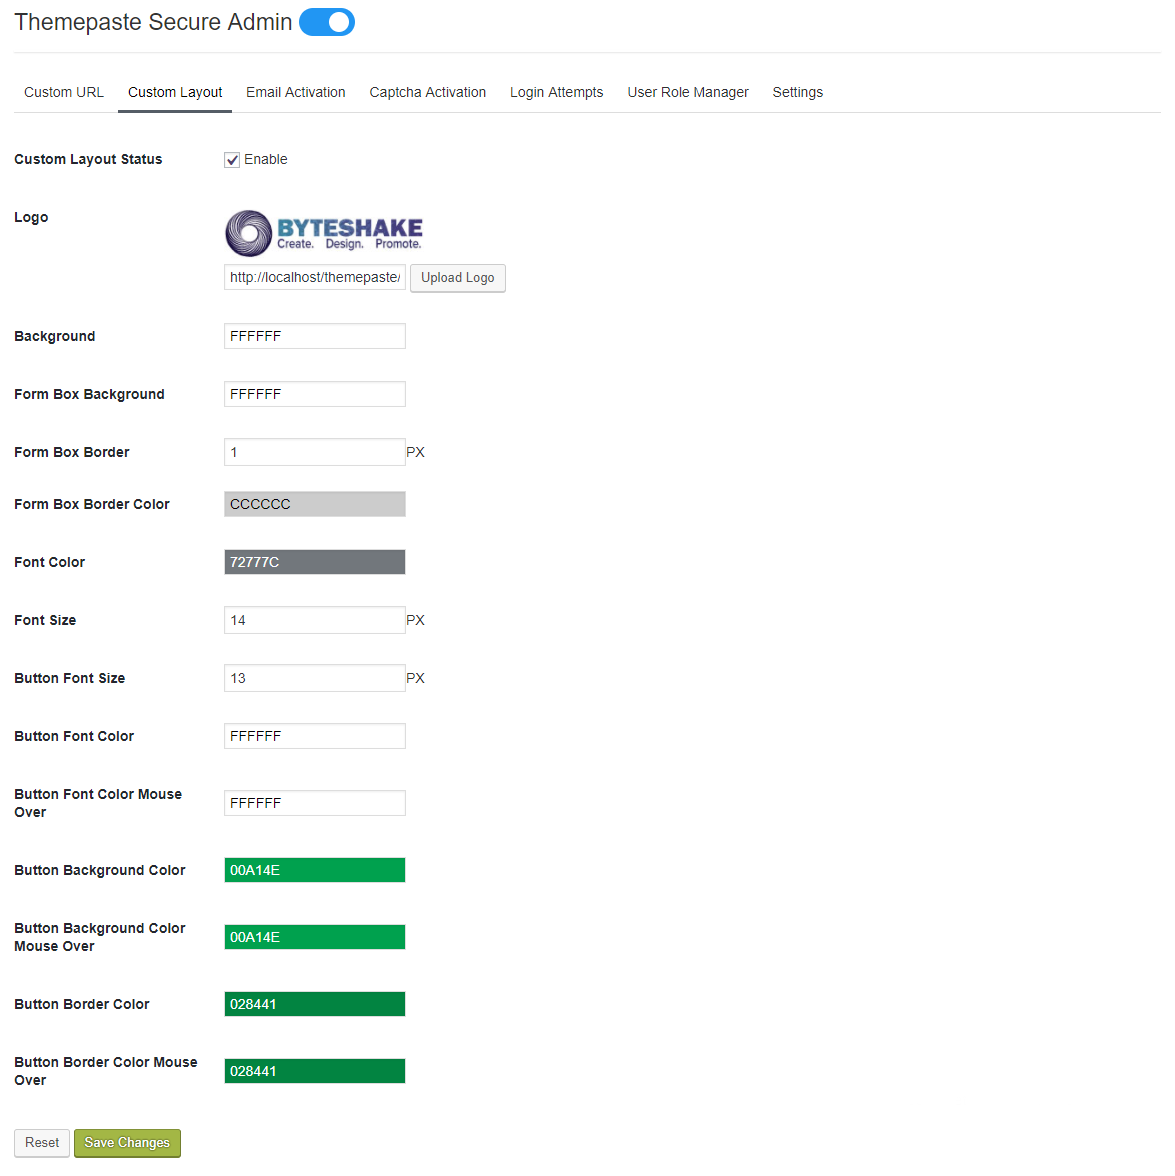 Themepaste Secure Admin
Custom URL Custom Layout Email Activation Captcha Activation Login Attempts User Role Manager Settings
Custom Layout Status Enable
Logo
BYTESHAKE
Create. Design. Promote.
http://localhost/themepaste/ Upload Logo
Background FFFFFF
Form Box Background FFFFFF
Form Box Border 1 PX
Form Box Border Color CCCCCC
Font Color 72777C
Font Size 14 PX
Button Font Size 13 PX
Button Font Color FFFFFF
Button Font Color Mouse
Over FFFFFF
Button Background Color 00A14E
Button Background Color
Mouse Over 00A14E
Button Border Color 028441
Button Border Color Mouse
Over 028441
Reset Save Changes